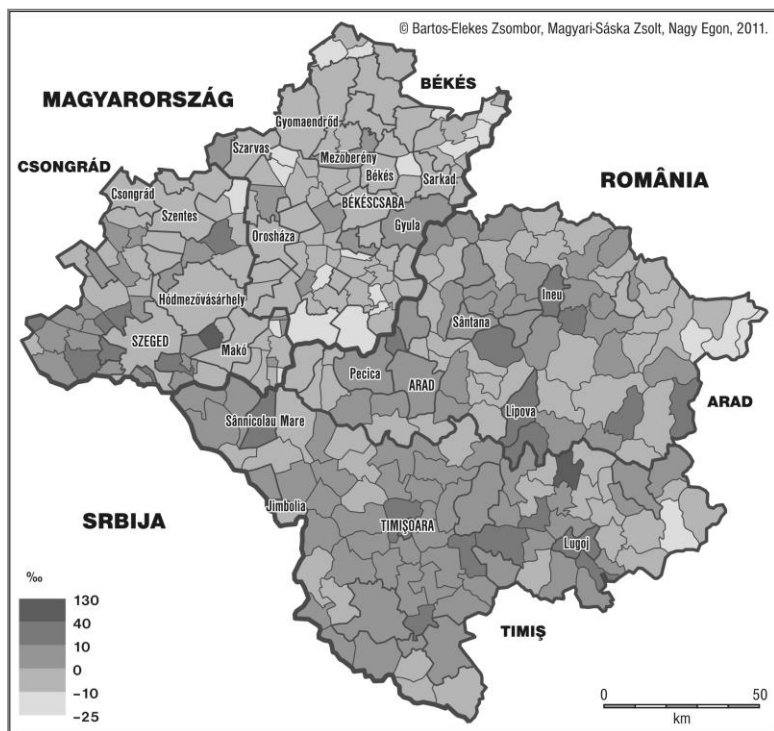 © Bartos-Elekes Zsombor, Magyari-Sáska Zsolt, Nagy Egon, 2011.
BÉKÉS
MAGYARORSZÁG
Gyomaendrőd
Szarvas
Mezőberény
CSONGRÁD
Békés
Sarkad
ROMÂNIA
Csongrád
Szentes
BÉKÉSCSABA
Gyula
Orosháza
Hódmezővásárhely
Ineu
Sântana
SZEGED
Makó
Pecica
ARAD
ARAD
Lipova
Sânnicolau Mare
Jimbolia
SRBIJA
TIMIŞOARA
Lugoj
TIMIŞ
‰
130
40
10
0
−10
−25
0 50
km